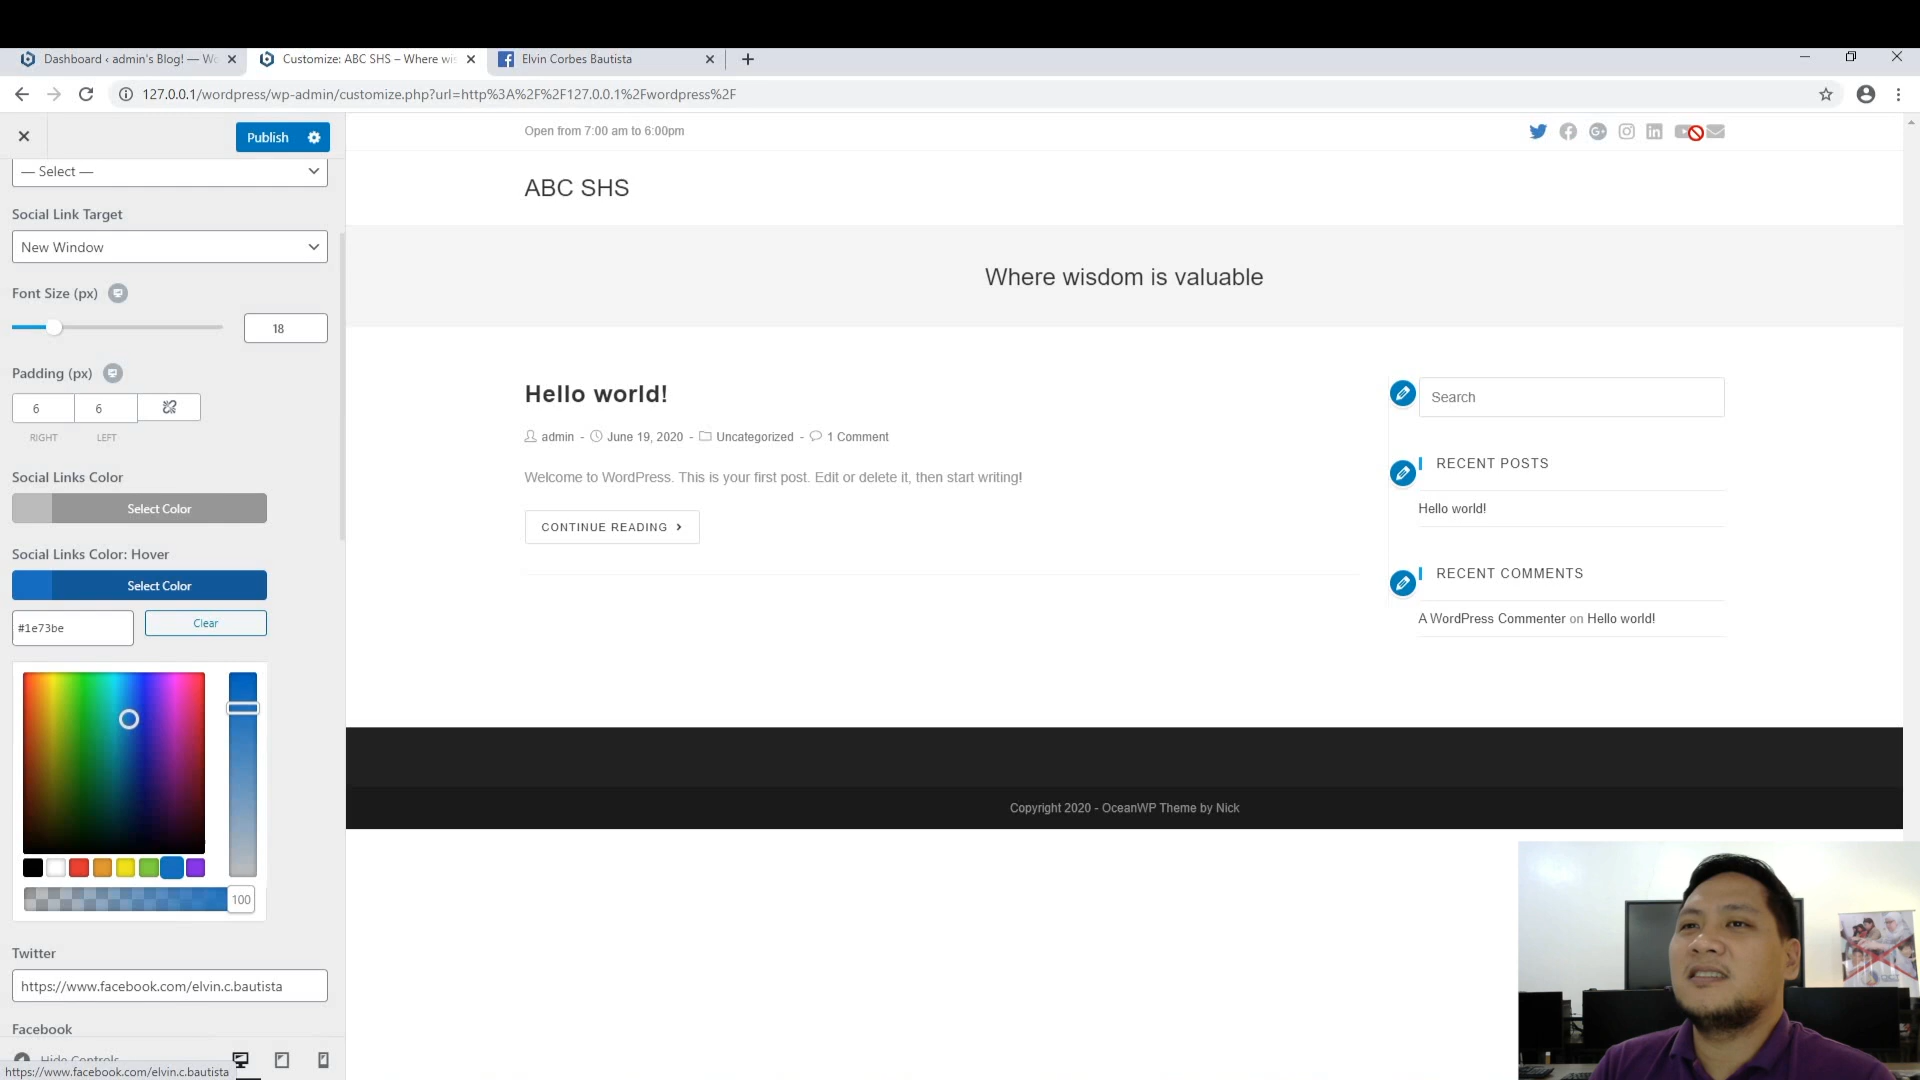 Dashboard ‹ admin's Blog! — Wo
Customize: ABC SHS – Where wis
Elvin Corbes Bautista
127.0.0.1/wordpress/wp-admin/customize.php?url=http%3A%2F%2F127.0.0.1%2Fwordpress%2F
Publish
— Select —
Social Link Target
New Window
Font Size (px)
18
Padding (px)
6 6
RIGHT LEFT
Social Links Color
Select Color
Social Links Color: Hover
Select Color
#1e73be
Clear
100
Twitter
https://www.facebook.com/elvin.c.bautista
Facebook
Hide Controls
https://www.facebook.com/elvin.c.bautista
Open from 7:00 am to 6:00pm
ABC SHS
Where wisdom is valuable
Hello world!
admin - June 19, 2020 - Uncategorized - 1 Comment
Welcome to WordPress. This is your first post. Edit or delete it, then start writing!
CONTINUE READING
Search
RECENT POSTS
Hello world!
RECENT COMMENTS
A WordPress Commenter on Hello world!
Copyright 2020 - OceanWP Theme by Nick